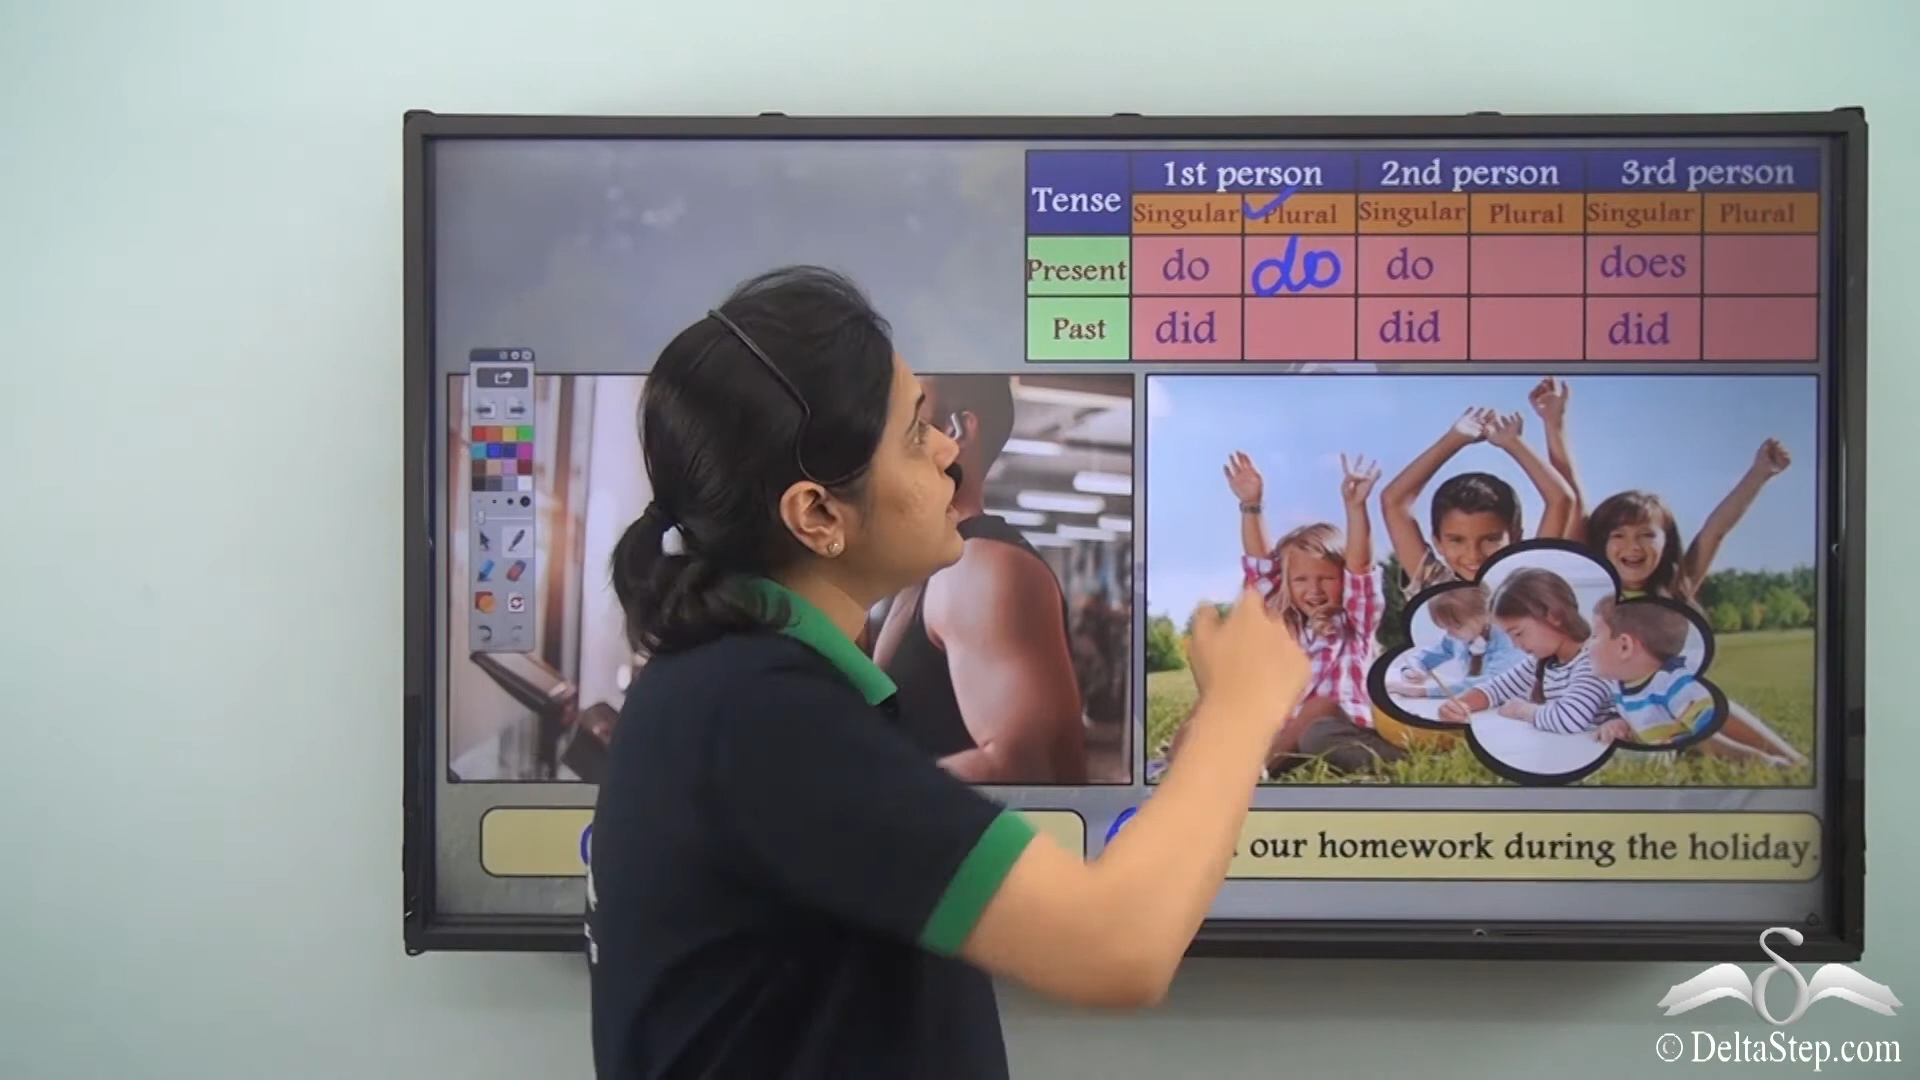 Tense 1st person 2nd person 3rd person
Singular Plural Singular Plural Singular Plural
Present do do do does
Past did did did
our homework during the holiday.
© DeltaStep.com